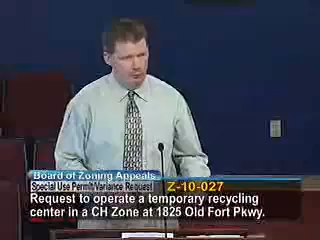 Board of Zoning Appeals
Special Use Permit/Variance Request
Z-10-027
Request to operate a temporary recycling
center in a CH Zone at 1825 Old Fort Pkwy.